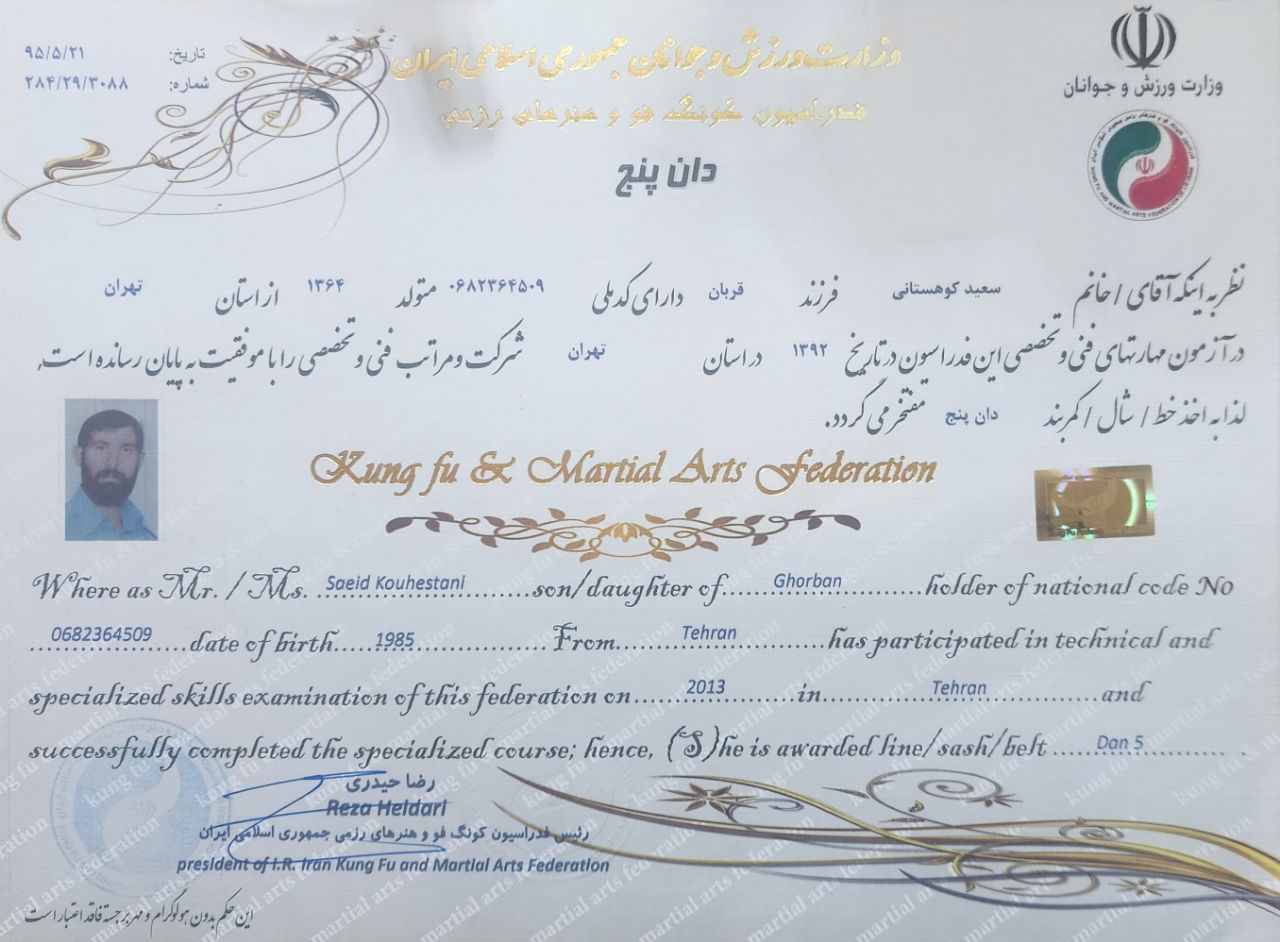 وزارت ورزش و جوانان جمهوری اسلامی ایران
فدراسیون کونگ فو و هنرهای رزمی
دان پنج
وزارت ورزش و جوانان
تاریخ: ۹۵/۵/۲۱
شماره: ۲۸۴/۲۹/۳۰۸۸
نظر به اینکه آقای / خانم سعید کوهستانی فرزند قربان دارای کد ملی ۰۶۸۲۳۶۴۵۰۹ متولد ۱۳۶۴ از استان تهران
در آزمون مهارتهای فنی و تخصصی این فدراسیون در تاریخ ۱۳۹۲ در استان تهران شرکت و مراتب فنی و تخصصی را با موفقیت به پایان رسانده است.
لذا به اخذ خط / شال / کمربند دان پنج مفتخر می گردد.
Kung fu & Martial Arts Federation
Where as Mr. / Ms. Saeid Kouhestani son/daughter of Ghorban holder of national code No
0682364509 date of birth 1985 From Tehran has participated in technical and
specialized skills examination of this federation on 2013 in Tehran and
successfully completed the specialized course; hence, (S)he is awarded line/sash/belt Dan 5
رضا حیدری
Reza Heidari
رئیس فدراسیون کونگ فو و هنرهای رزمی جمهوری اسلامی ایران
president of I.R. Iran Kung Fu and Martial Arts Federation
این حکم بدون هولوگرام و مهر برجسته فاقد اعتبار است